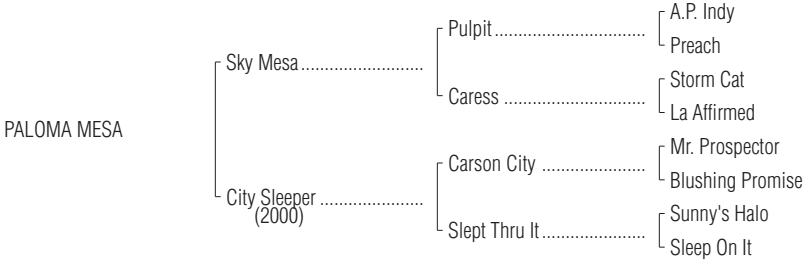 A.P. Indy
Pulpit..............................
Preach
Sky Mesa........................
Storm Cat
Caress ............................
La Affirmed
PALOMA MESA
Mr. Prospector
Carson City ......................
Blushing Promise
City Sleeper ....................
(2000)
Sunny's Halo
Slept Thru It.....................
Sleep On It